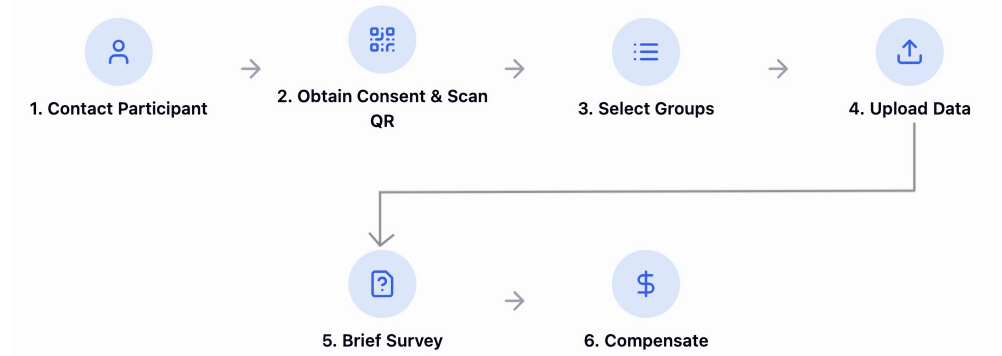 1. Contact Participant
2. Obtain Consent & Scan
QR
3. Select Groups
4. Upload Data
5. Brief Survey
6. Compensate